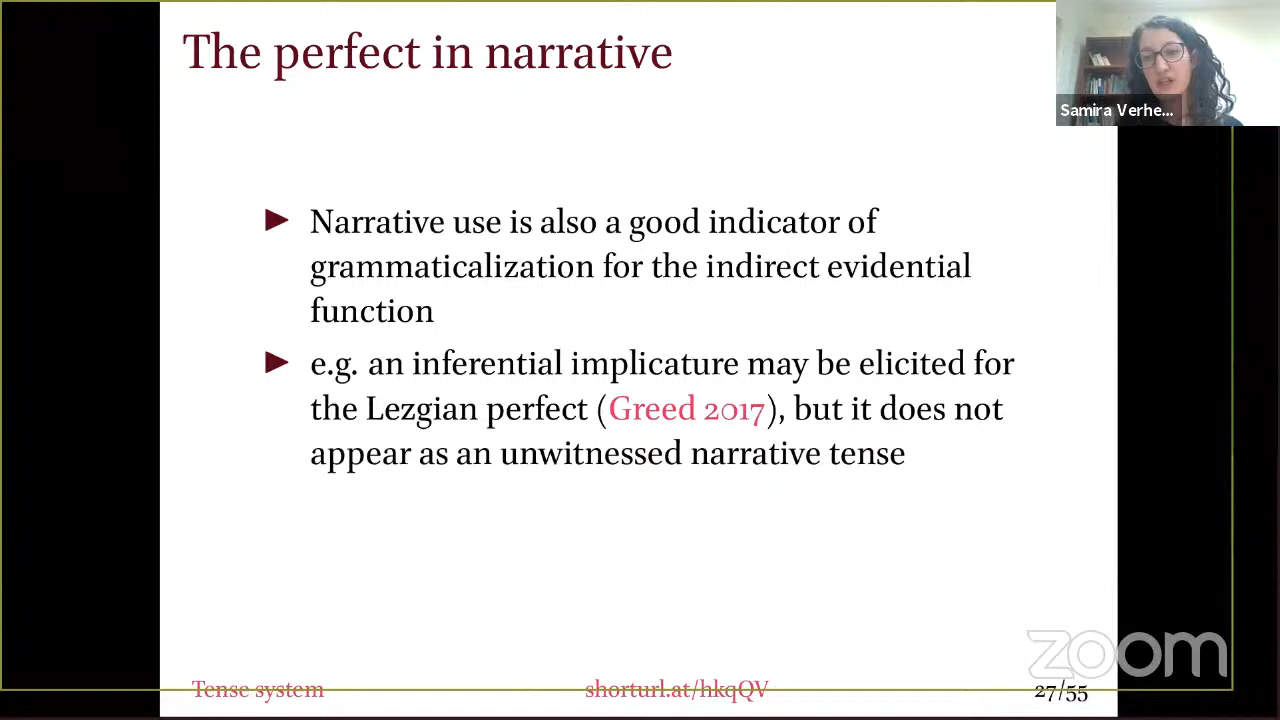 The perfect in narrative
Samira Verhe...
▶ Narrative use is also a good indicator of
grammaticalization for the indirect evidential
function
▶ e.g. an inferential implicature may be elicited for
the Lezgian perfect (Greed 2017), but it does not
appear as an unwitnessed narrative tense
zoom
Tense system
shorturl.at/hkqQV
27/55